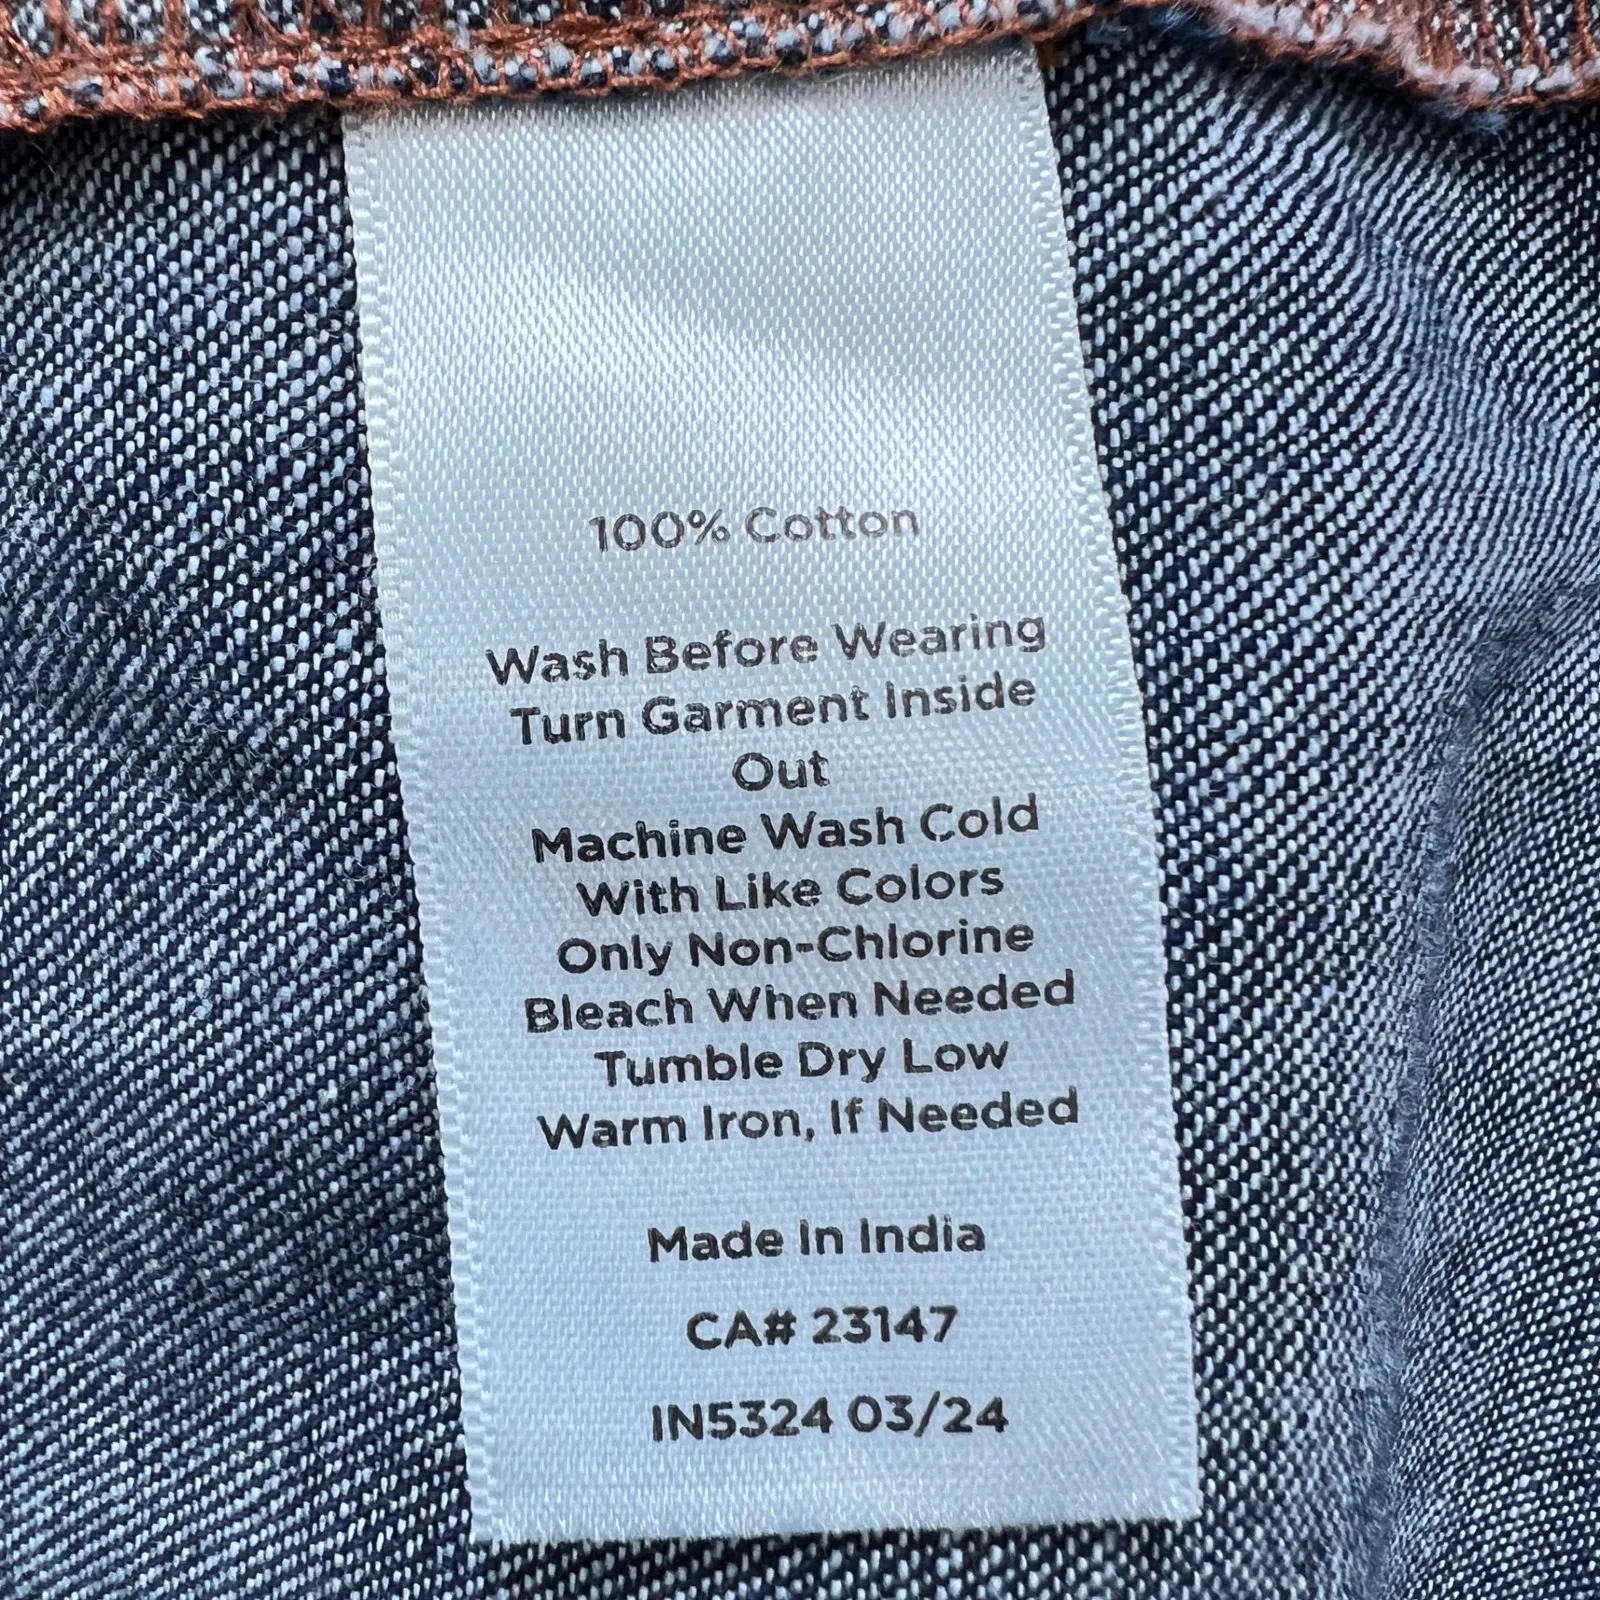 100% Cotton
Wash Before Wearing
Turn Garment Inside
Out
Machine Wash Cold
With Like Colors
Only Non-Chlorine
Bleach When Needed
Tumble Dry Low
Warm Iron, If Needed
Made In India
CA# 23147
IN5324 03/24